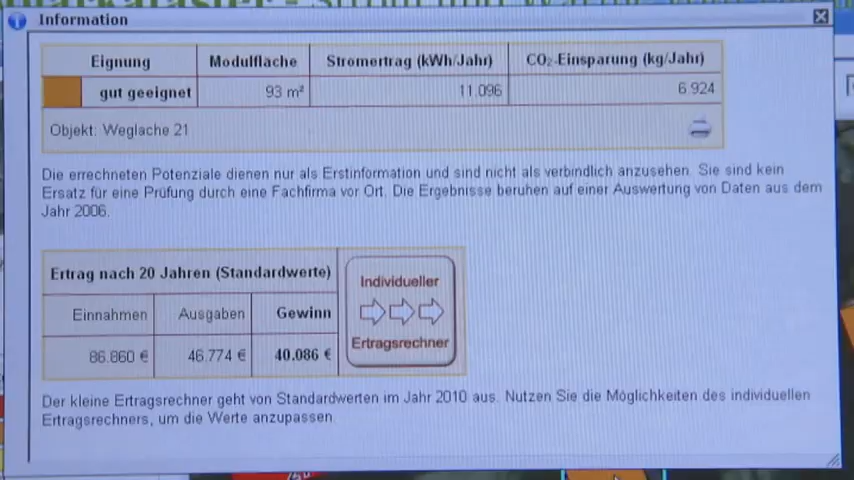 Information
Eignung Modulfläche Stromertrag (kWh/Jahr) CO₂-Einsparung (kg/Jahr)
gut geeignet 93 m² 11.096 6.924
Objekt: Weglache 21
Die errechneten Potenziale dienen nur als Erstinformation und sind nicht als verbindlich anzusehen. Sie sind kein
Ersatz für eine Prüfung durch eine Fachfirma vor Ort. Die Ergebnisse beruhen auf einer Auswertung von Daten aus dem
Jahr 2006.
Ertrag nach 20 Jahren (Standardwerte)
Einnahmen Ausgaben Gewinn
86.860 € 46.774 € 40.086 €
Individueller
Ertragsrechner
Der kleine Ertragsrechner geht von Standardwerten im Jahr 2010 aus. Nutzen Sie die Möglichkeiten des individuellen
Ertragsrechners, um die Werte anzupassen.